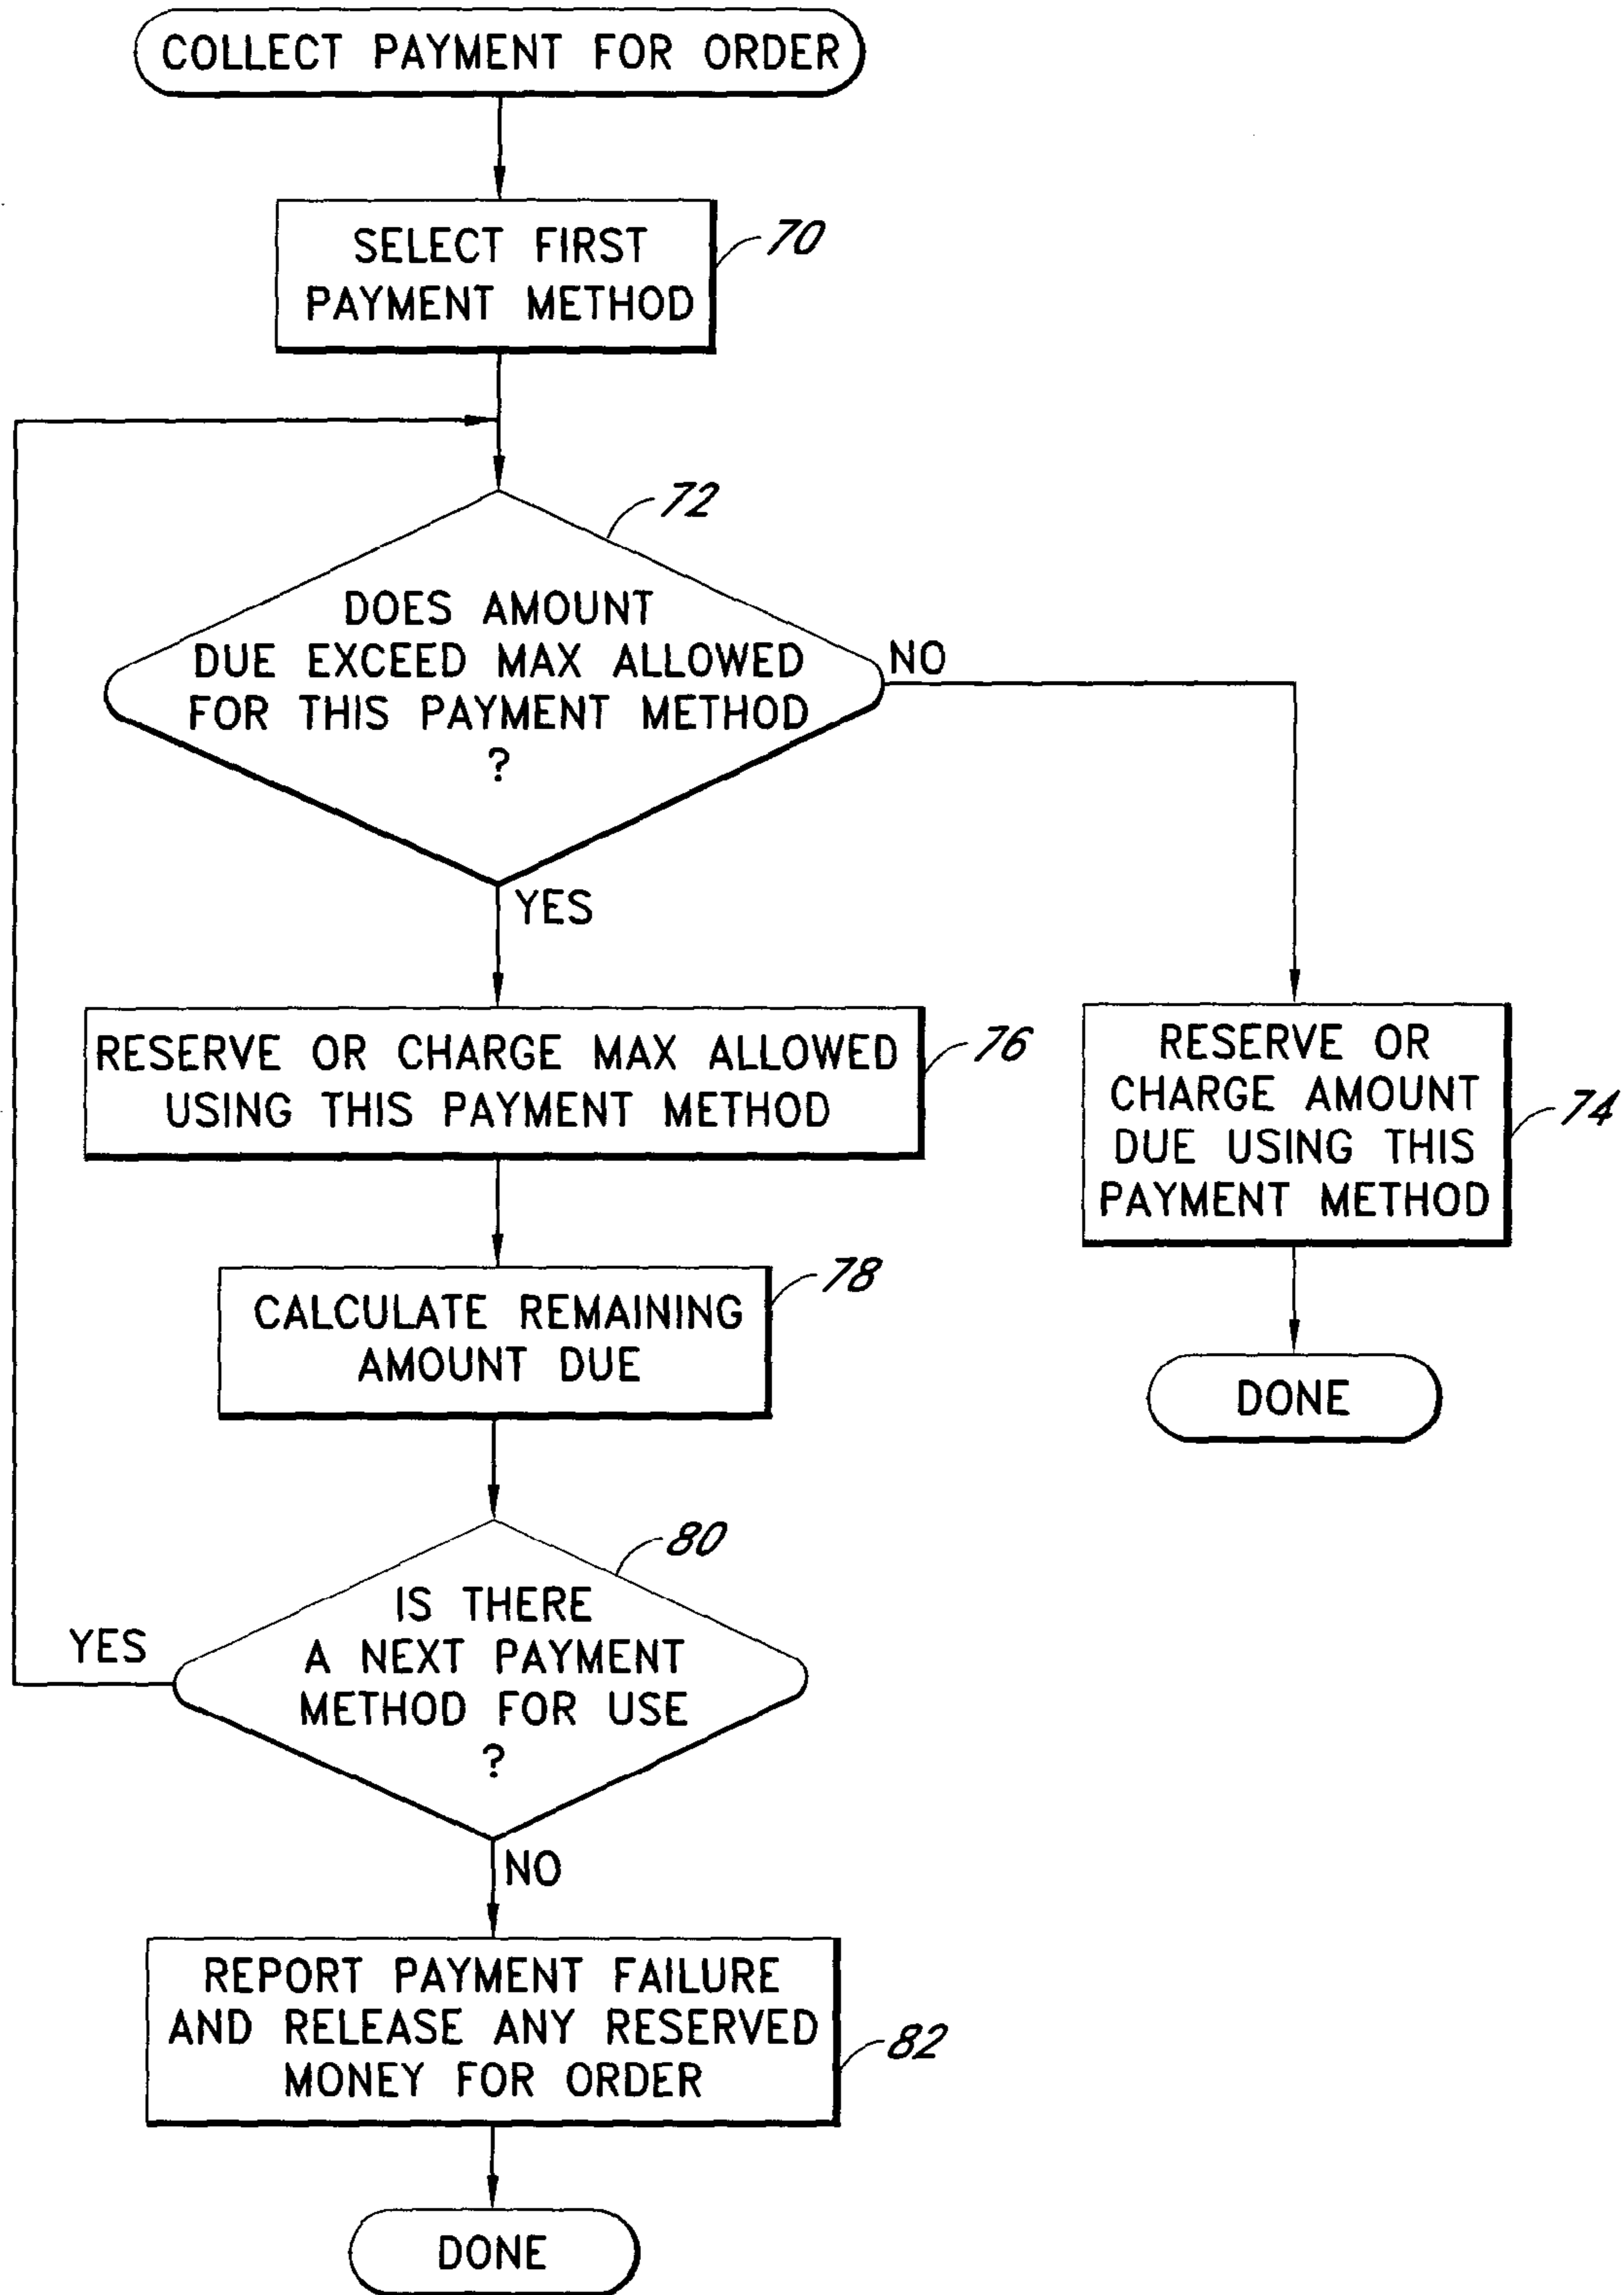 COLLECT PAYMENT FOR ORDER
SELECT FIRST
PAYMENT METHOD
70
72
DOES AMOUNT
DUE EXCEED MAX ALLOWED
FOR THIS PAYMENT METHOD
?
NO
YES
RESERVE OR CHARGE MAX ALLOWED
USING THIS PAYMENT METHOD
76
RESERVE OR
CHARGE AMOUNT
DUE USING THIS
PAYMENT METHOD
74
CALCULATE REMAINING
AMOUNT DUE
78
DONE
80
IS THERE
A NEXT PAYMENT
METHOD FOR USE
?
YES
NO
REPORT PAYMENT FAILURE
AND RELEASE ANY RESERVED
MONEY FOR ORDER
82
DONE